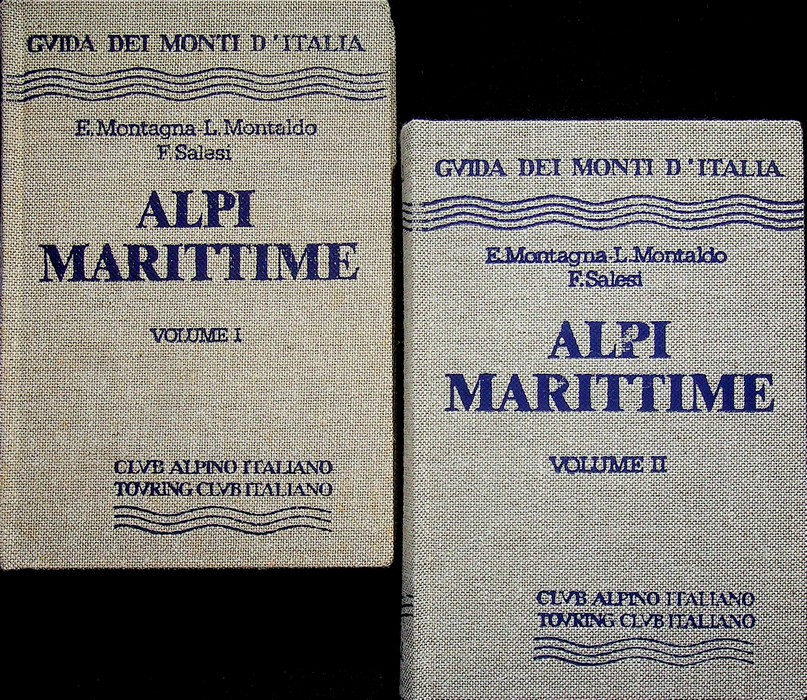 GVIDA DEI MONTI D'ITALIA
E.Montagna-L.Montaldo
F.Salesi
ALPI
MARITTIME
VOLUME I
CLVB ALPINO ITALIANO
TOVRING CLVB ITALIANO
GVIDA DEI MONTI D'ITALIA
E.Montagna-L.Montaldo
F.Salesi
ALPI
MARITTIME
VOLUME II
CLVB ALPINO ITALIANO
TOVRING CLVB ITALIANO